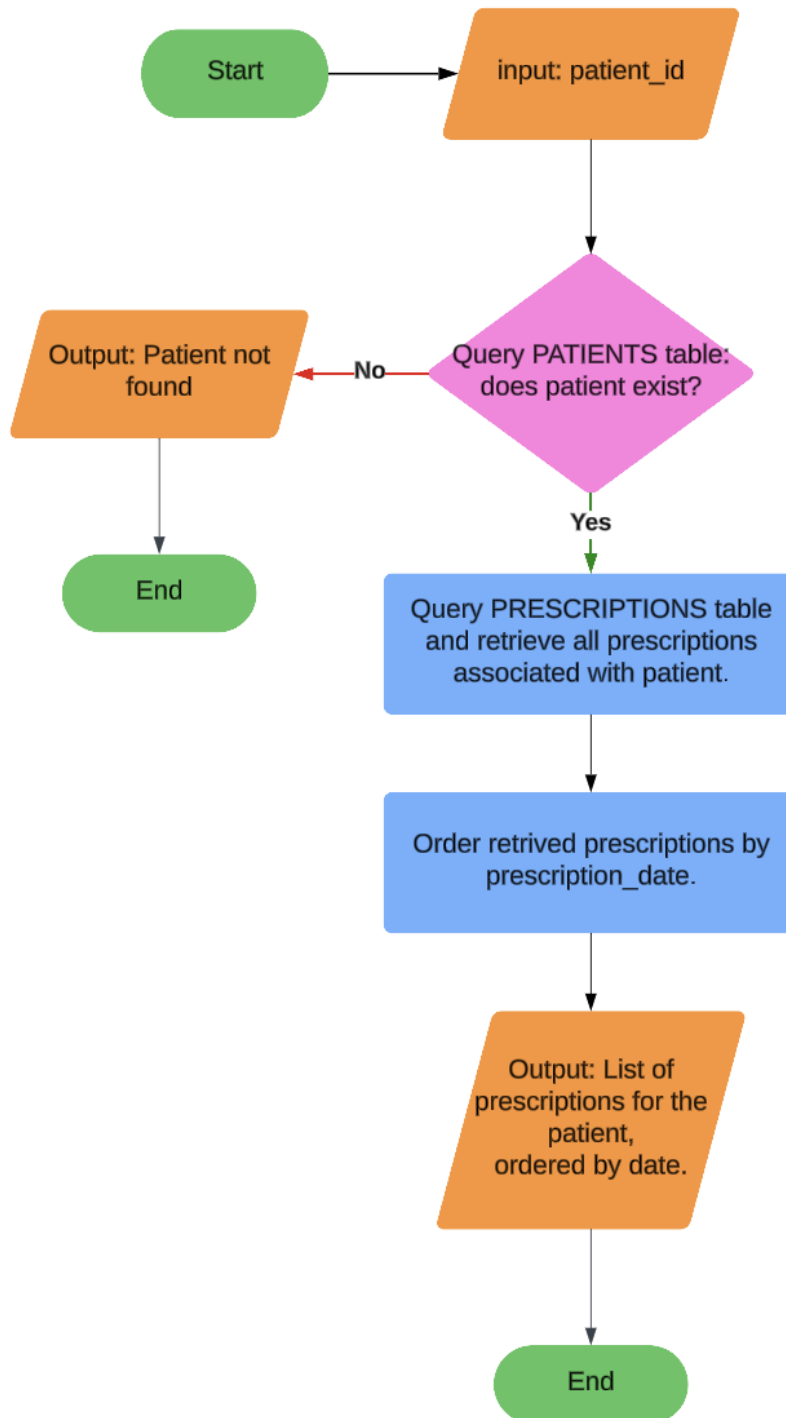 Start
input: patient_id
Query PATIENTS table:
does patient exist?
No
Output: Patient not
found
End
Yes
Query PRESCRIPTIONS table
and retrieve all prescriptions
associated with patient.
Order retrived prescriptions by
prescription_date.
Output: List of
prescriptions for the
patient,
ordered by date.
End